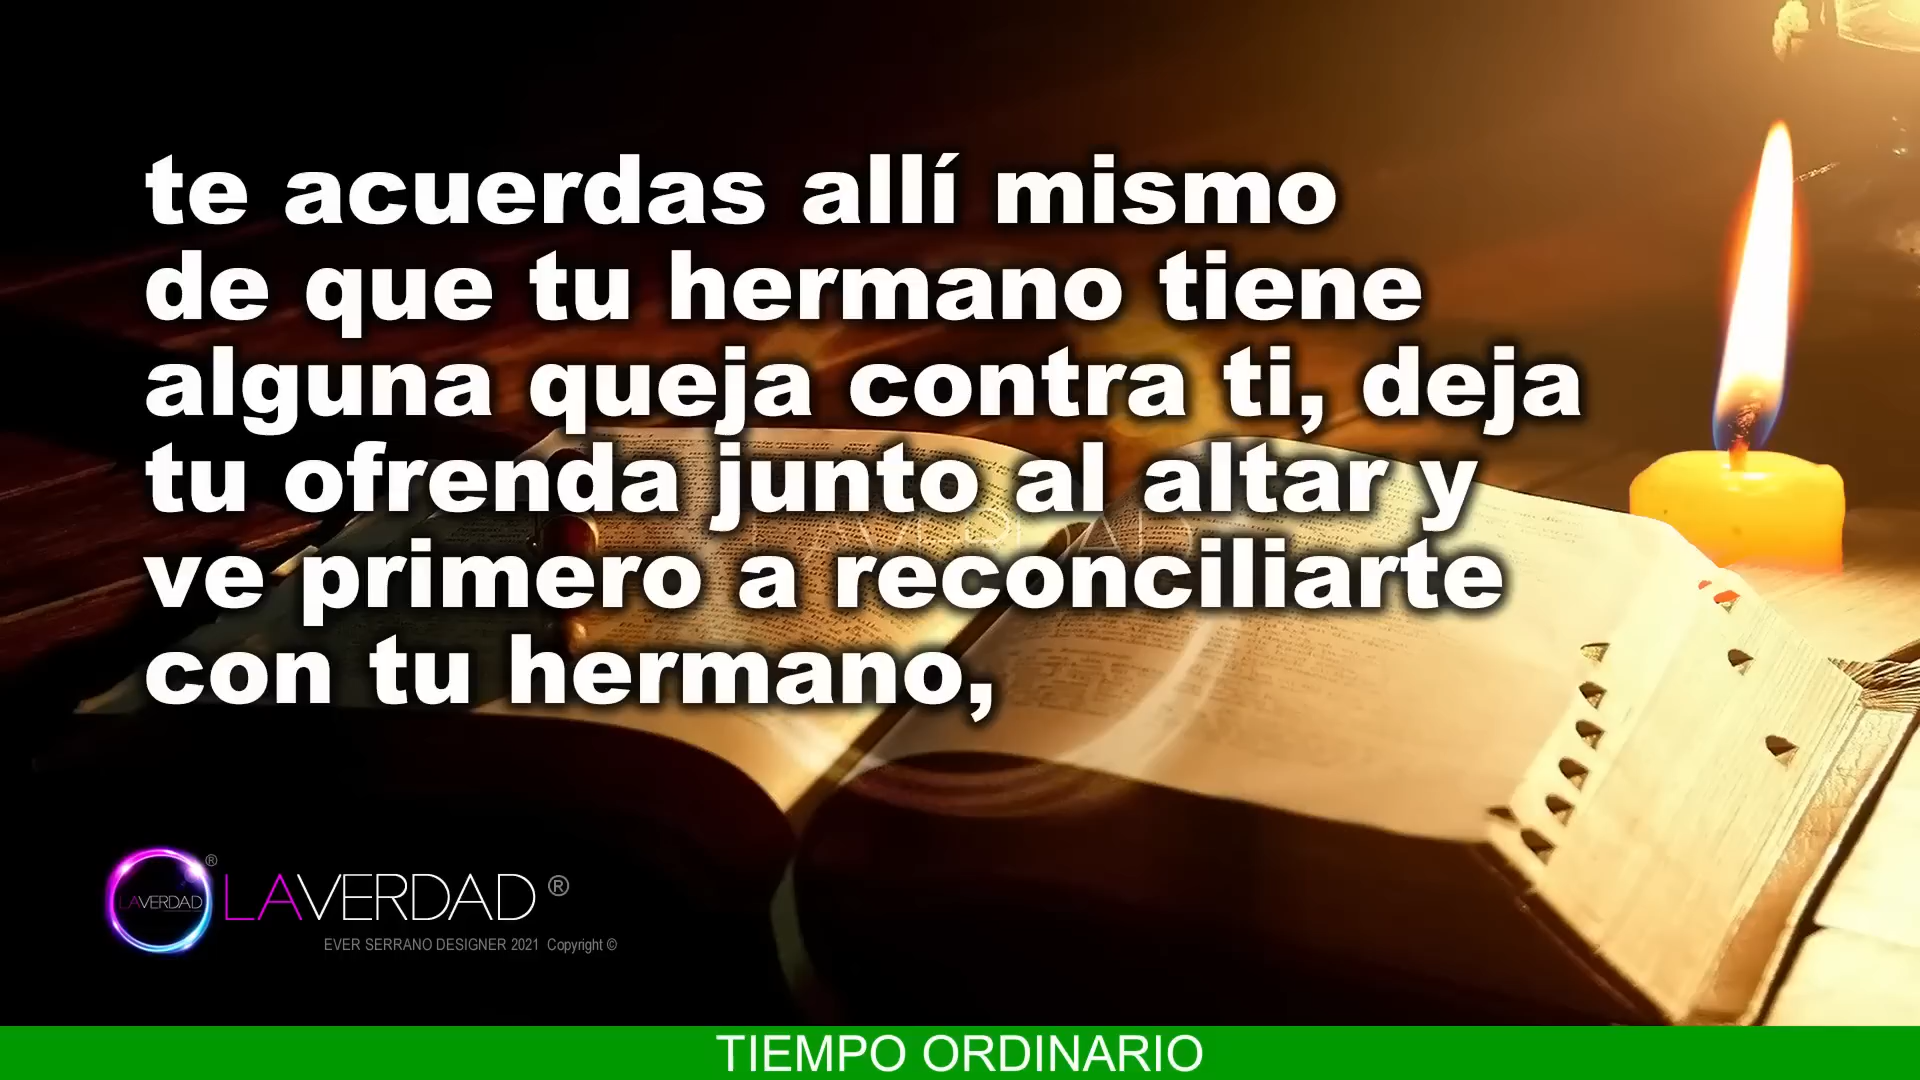 te acuerdas allí mismo
de que tu hermano tiene
alguna queja contra ti, deja
tu ofrenda junto al altar y
ve primero a reconciliarte
con tu hermano,
LAVERDAD
LAVERDAD ®
LAVERDAD ®
EVER SERRANO DESIGNER 2021 Copyright ©
TIEMPO ORDINARIO